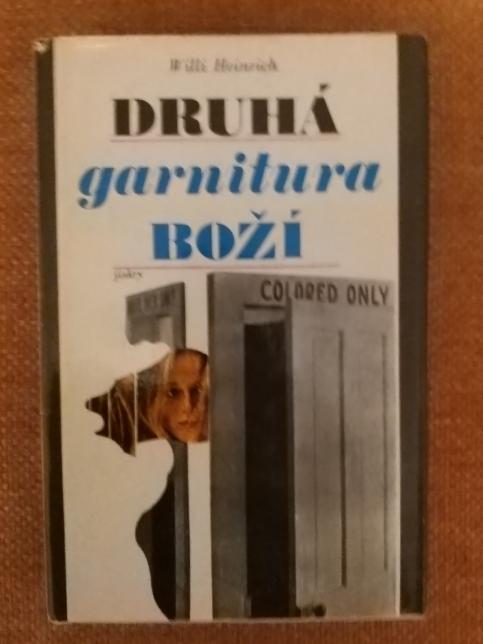 Willi Heinrich
DRUHÁ
garnitura
BOŽÍ
COLORED ONLY